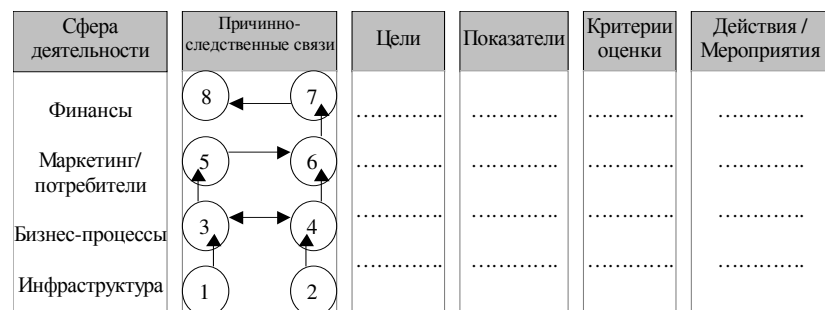 Сфера
деятельности
Причинно-
следственные связи
Цели
Показатели
Критерии
оценки
Действия /
Мероприятия
Финансы
8
7
………….
………….
………….
………….
Маркетинг/
потребители
5
6
………….
………….
………….
………….
Бизнес-процессы
3
4
………….
………….
………….
………….
Инфраструктура
1
2
………….
………….
………….
………….